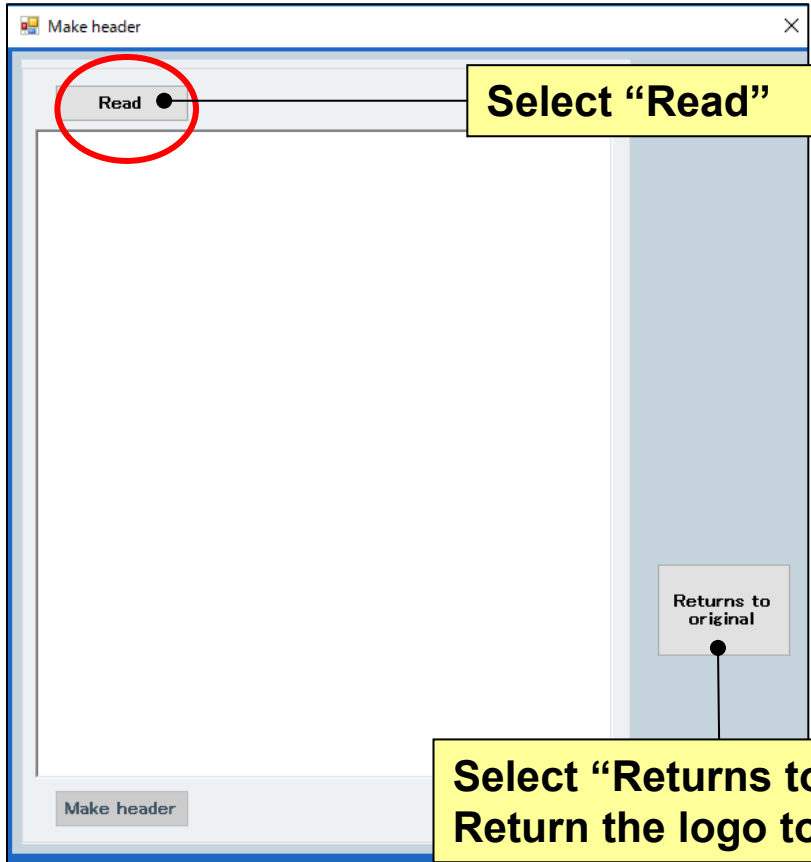 Make header
Read
Select “Read”
Returns to
original
Select “Returns to
Return the logo to
Make header